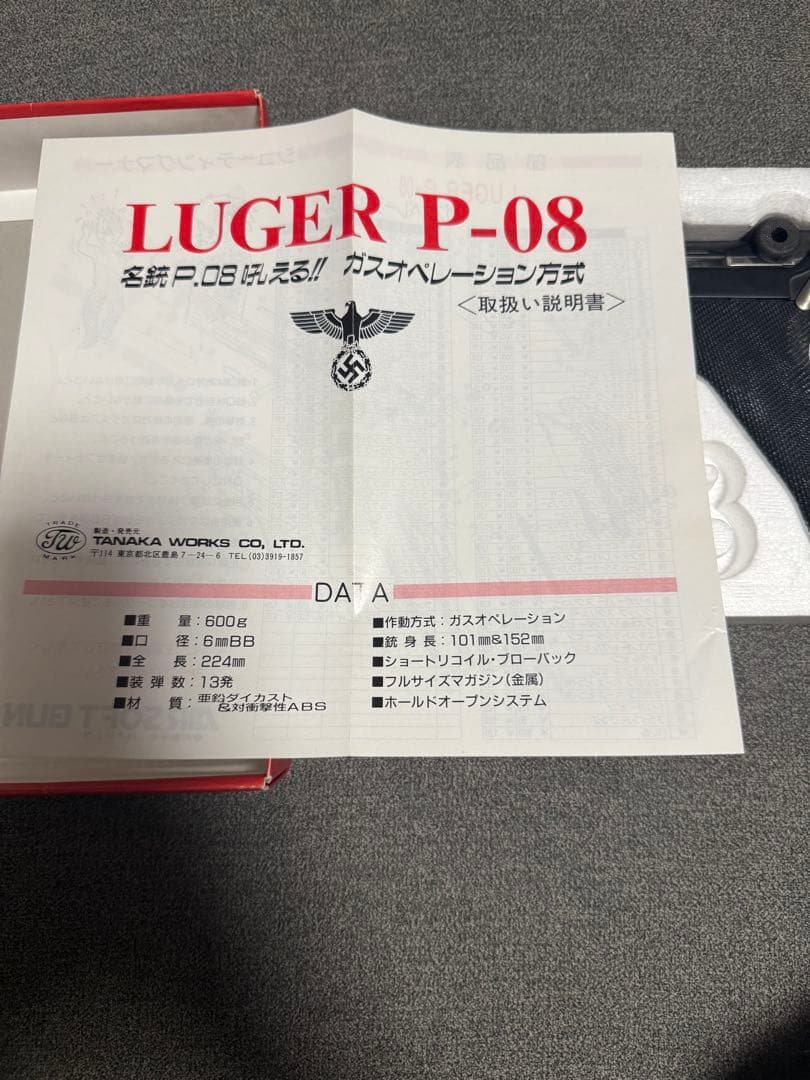 LUGER P-08
名銃P.08吼える!! ガスオペレーション方式
<取扱い説明書>
TRADE
TW
MARK
製造・発売元
TANAKA WORKS CO, LTD.
〒114 東京都北区豊島7-24-6 TEL(03)3919-1857
DATA
■重 量:600g
■口 径:6mmBB
■全 長:224mm
■装弾数:13発
■材 質:亜鉛ダイカスト
&対衝撃性ABS
■作動方式:ガスオペレーション
■銃身長:101mm&152mm
■ショートリコイル・ブローバック
■フルサイズマガジン(金属)
■ホールドオープンシステム